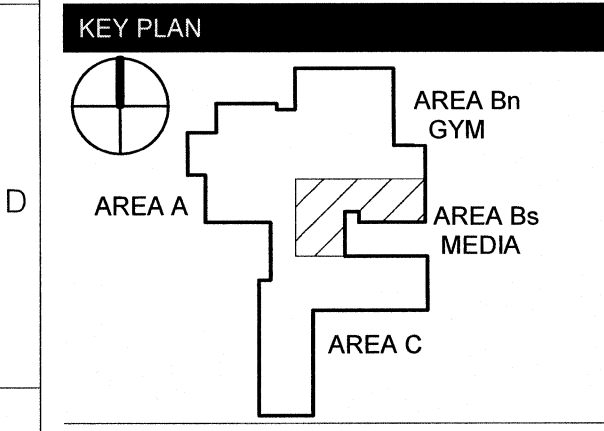 KEY PLAN
AREA Bn
GYM
D
AREA A
AREA Bs
MEDIA
AREA C